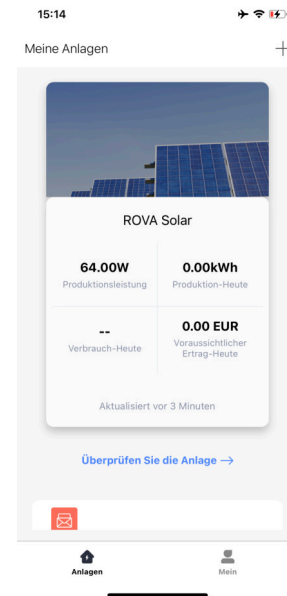 15:14
Meine Anlagen
ROVA Solar
64.00W
Produktionsleistung
0.00kWh
Produktion-Heute
--
Verbrauch-Heute
0.00 EUR
Voraussichtlicher
Ertrag-Heute
Aktualisiert vor 3 Minuten
Überprüfen Sie die Anlage →
Anlagen
Mein